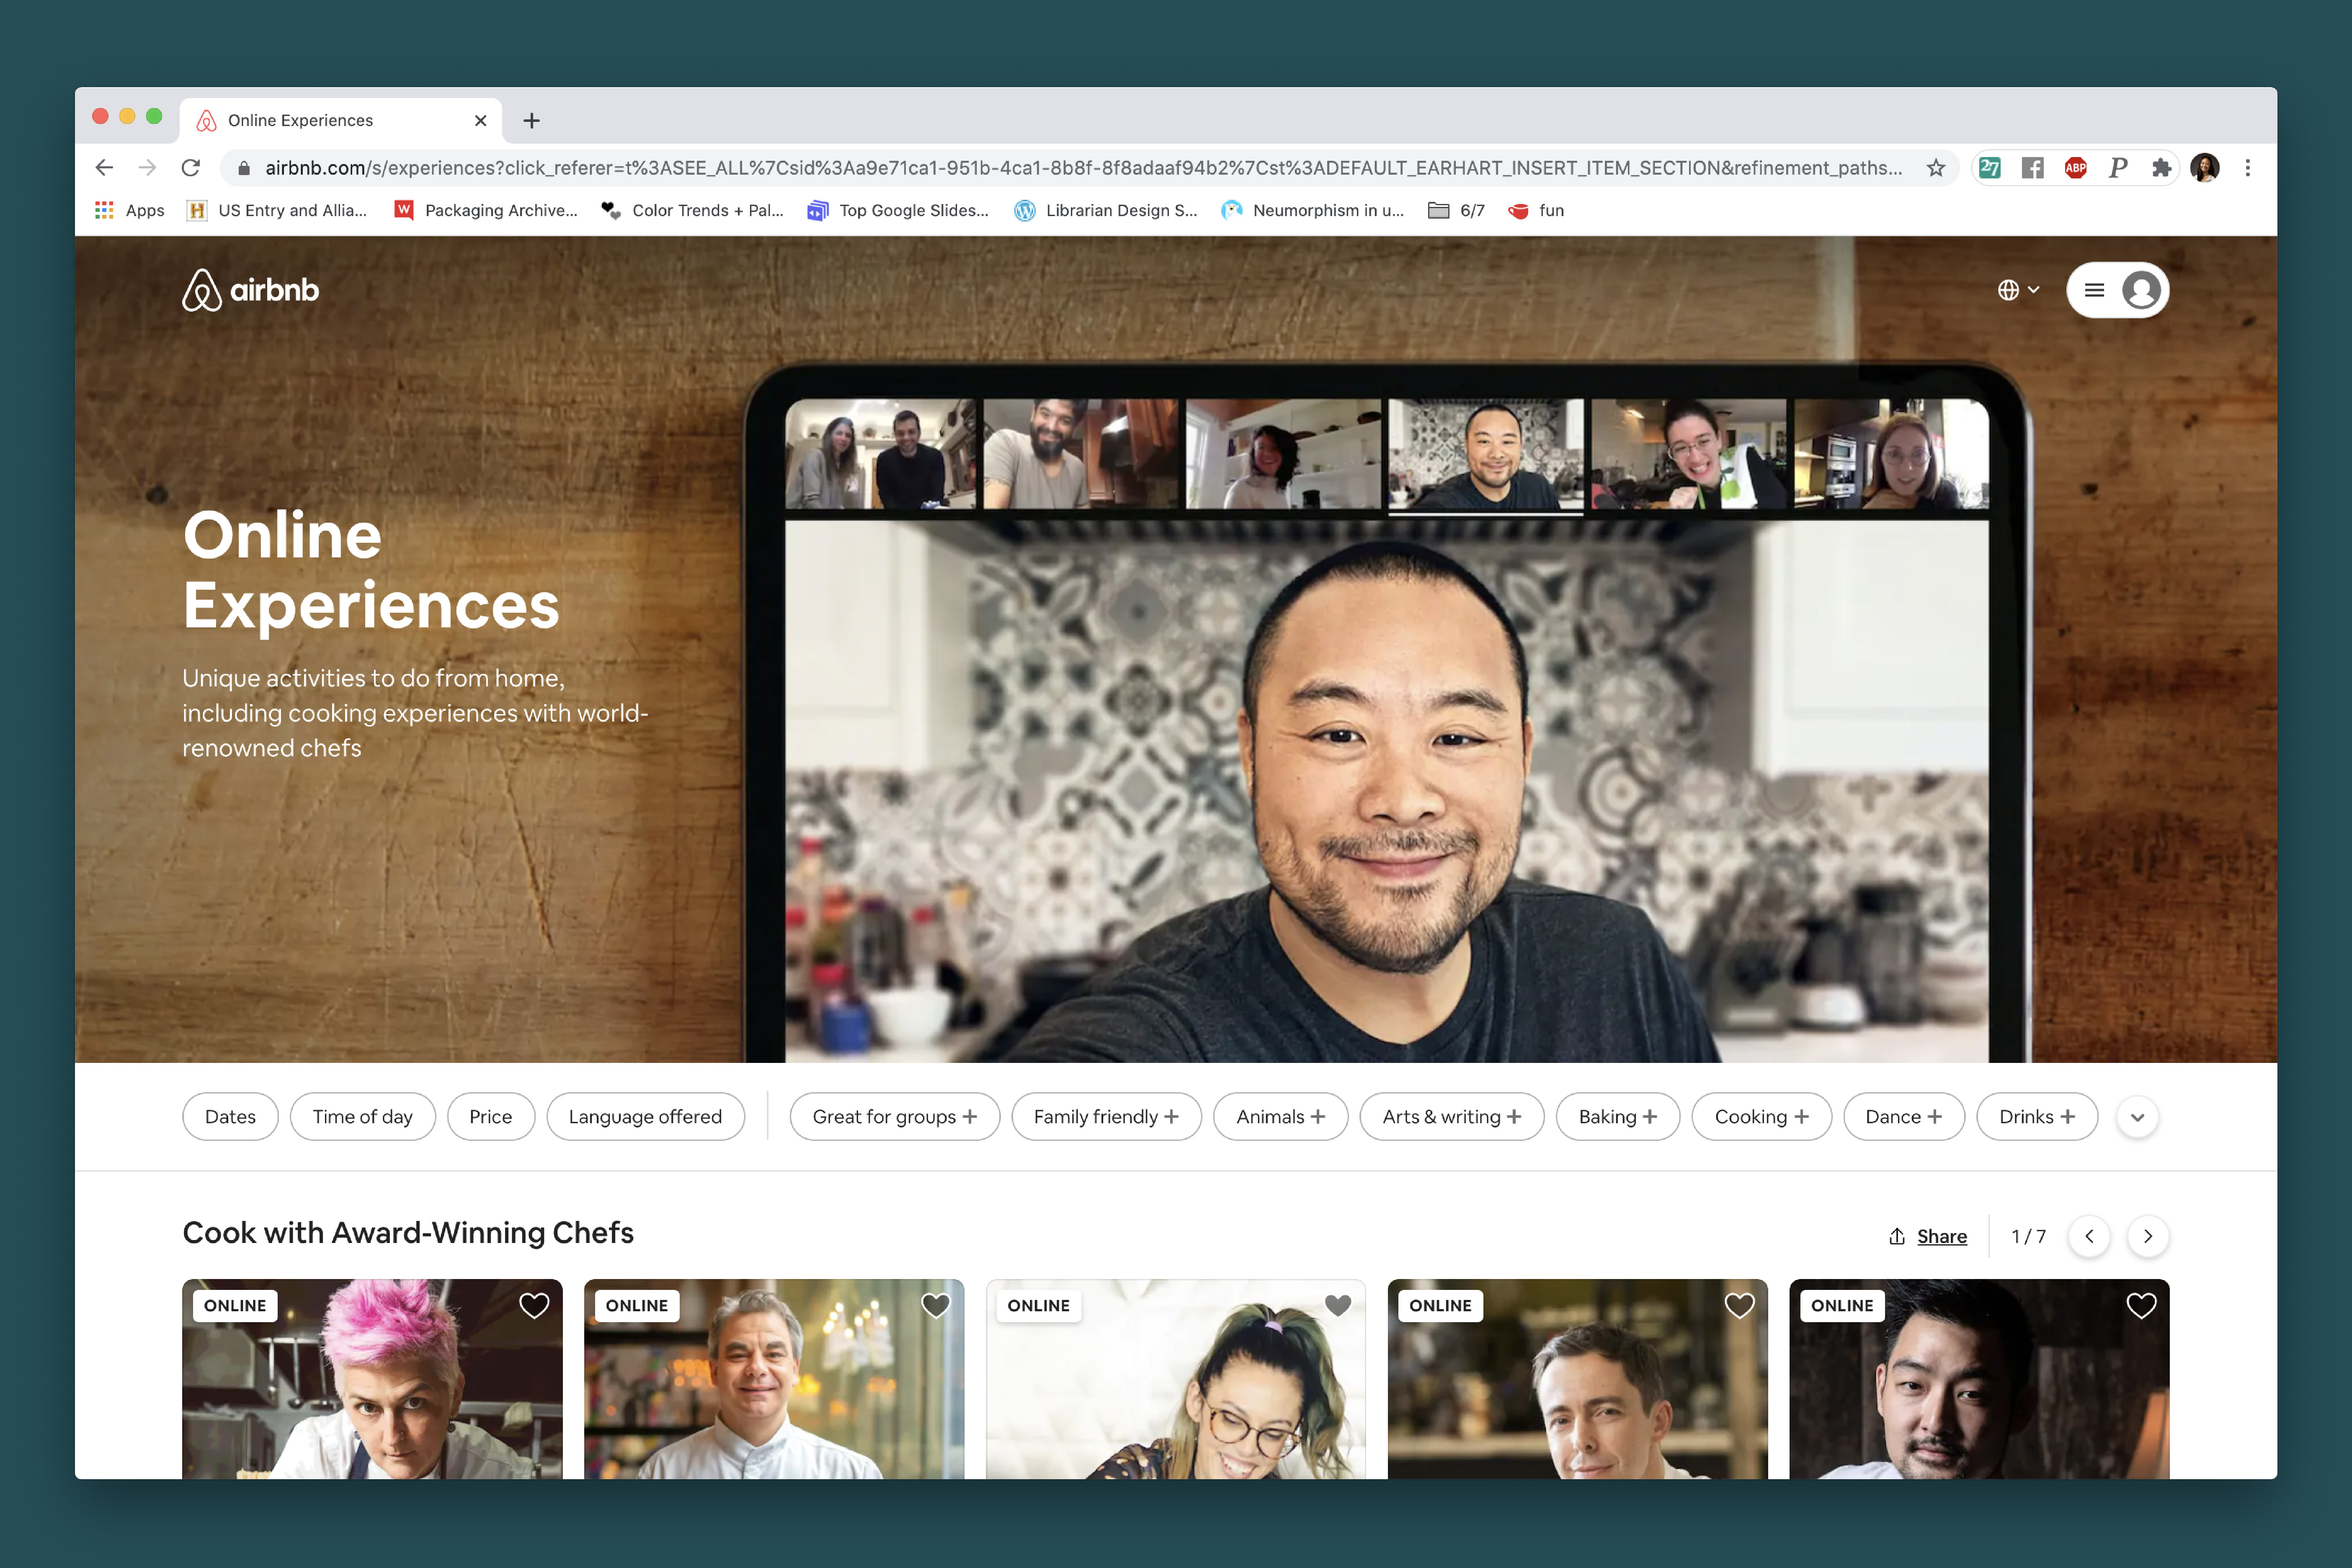 Online Experiences
airbnb.com/s/experiences?click_referer=t%3ASEE_ALL%7Csid%3Aa9e71ca1-951b-4ca1-8b8f-8f8adaaf94b2%7Cst%3ADEFAULT_EARHART_INSERT_ITEM_SECTION&refinement_paths...
27
f
ABP
P
Apps
H
US Entry and Allia...
W
Packaging Archive...
Color Trends + Pal...
Top Google Slides...
Librarian Design S...
Neumorphism in u...
6/7
fun
airbnb
Online
Experiences
Unique activities to do from home,
including cooking experiences with world-
renowned chefs
Dates
Time of day
Price
Language offered
Great for groups +
Family friendly +
Animals +
Arts & writing +
Baking +
Cooking +
Dance +
Drinks +
Cook with Award-Winning Chefs
Share
1 / 7
ONLINE
ONLINE
ONLINE
ONLINE
ONLINE